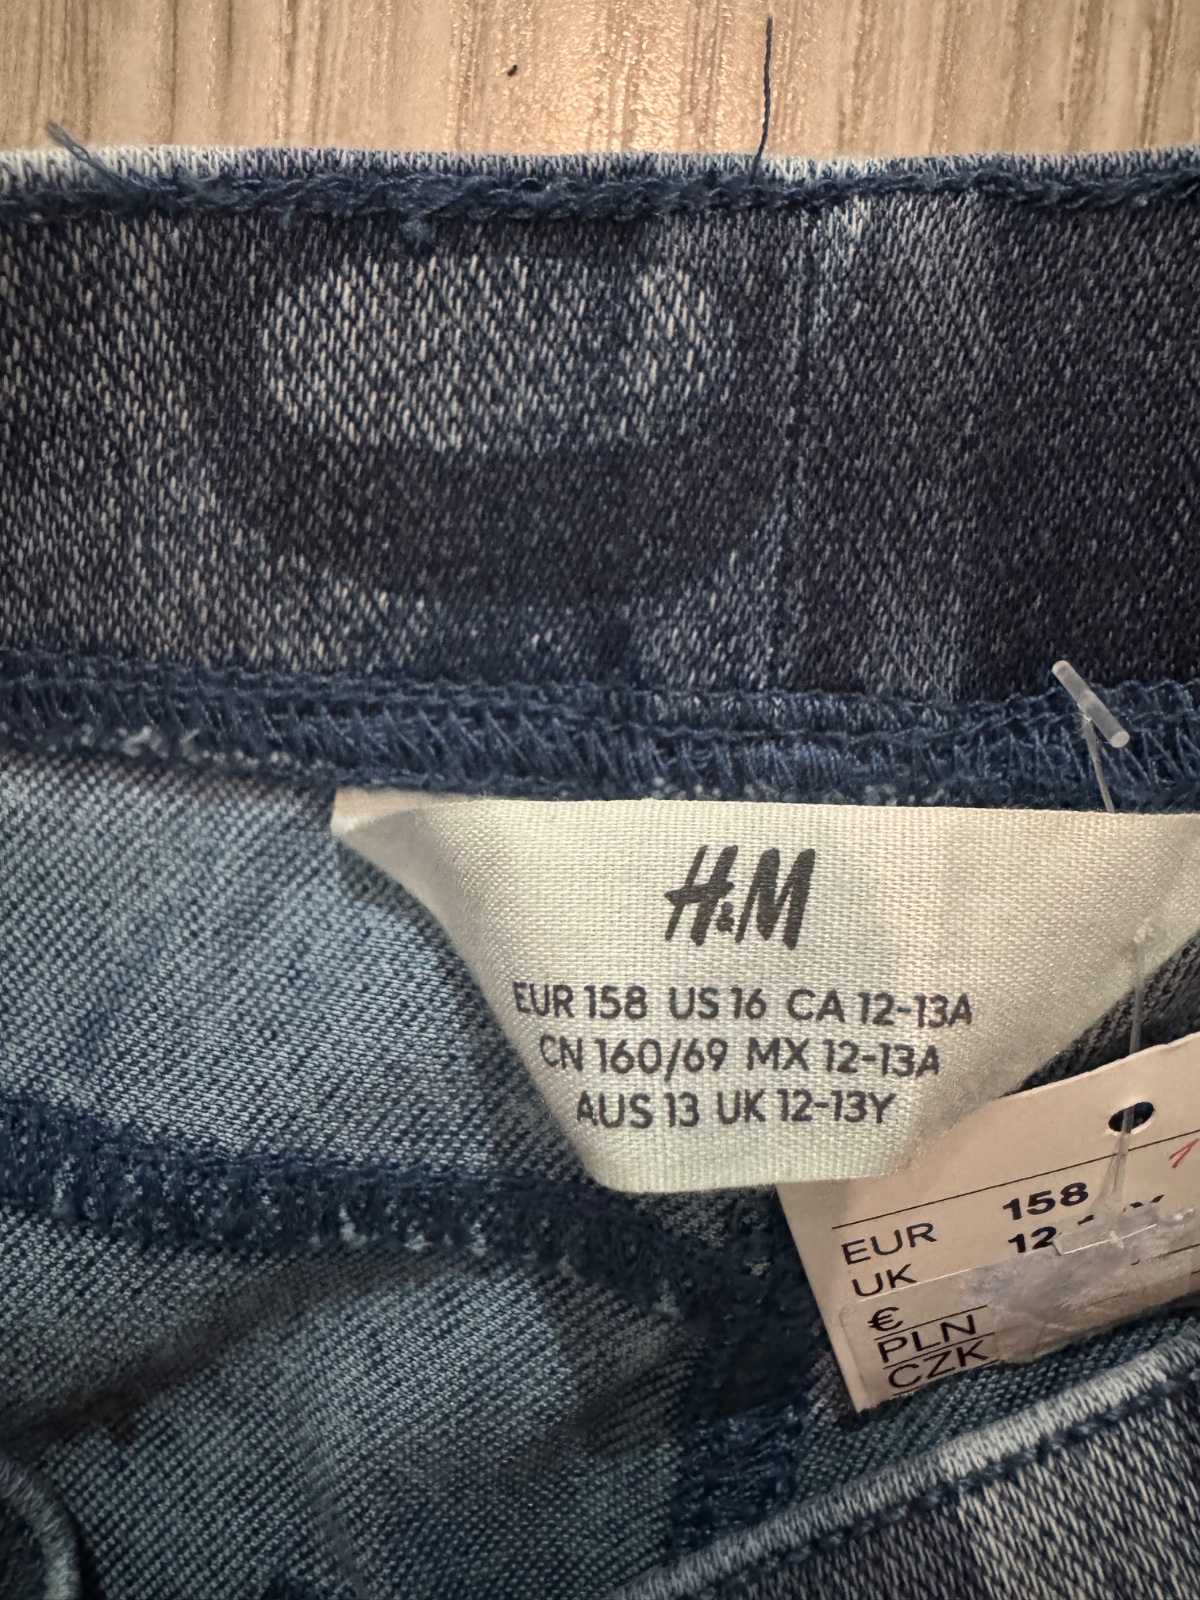 H&M
EUR 158 US 16 CA 12-13A
CN 160/69 MX 12-13A
AUS 13 UK 12-13Y
EUR 158
UK 12
€
PLN
CZK